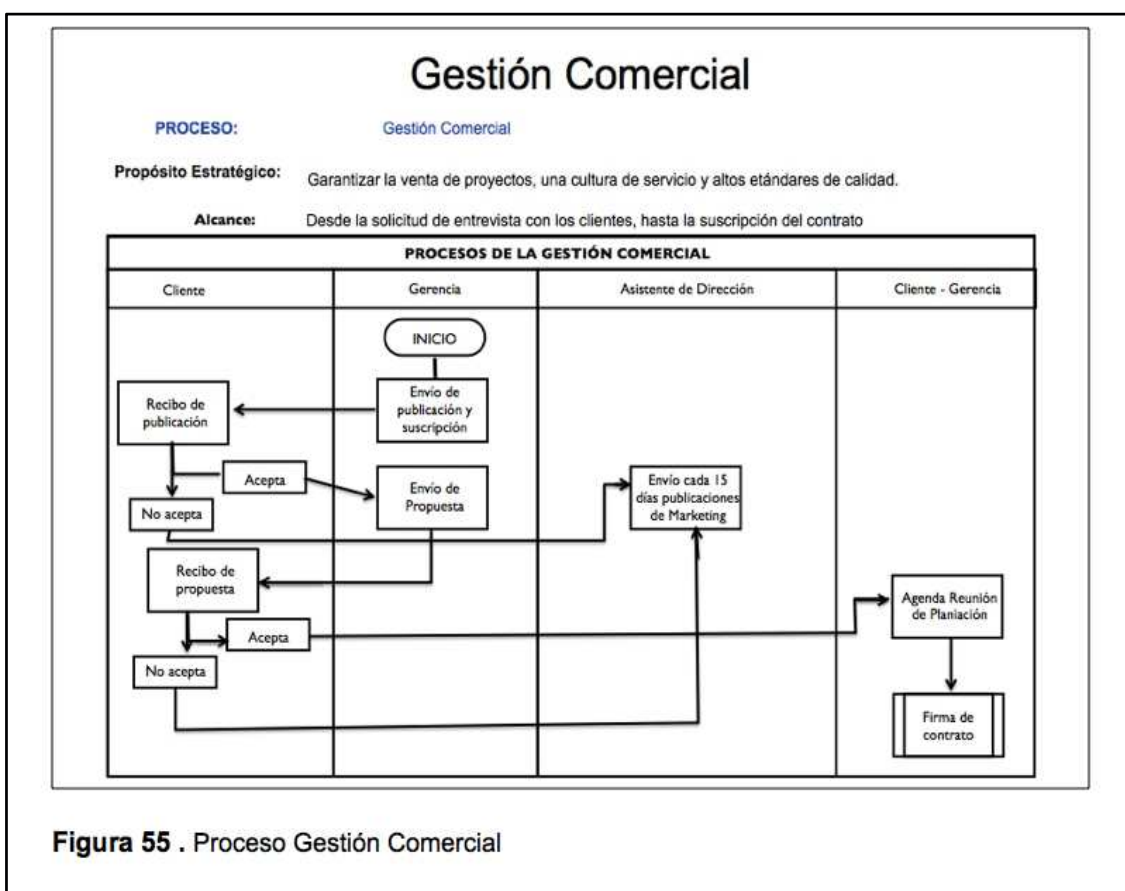 Gestión Comercial
PROCESO: Gestión Comercial
Propósito Estratégico: Garantizar la venta de proyectos, una cultura de servicio y altos etándares de calidad.
Alcance: Desde la solicitud de entrevista con los clientes, hasta la suscripción del contrato
PROCESOS DE LA GESTIÓN COMERCIAL
Cliente Gerencia Asistente de Dirección Cliente - Gerencia
INICIO
Envío de
publicación y
suscripción
Recibo de
publicación
Acepta
No acepta
Envío de
Propuesta
Envío cada 15
días publicaciones
de Marketing
Recibo de
propuesta
Acepta
No acepta
Agenda Reunión
de Planiación
Firma de
contrato
Figura 55 . Proceso Gestión Comercial